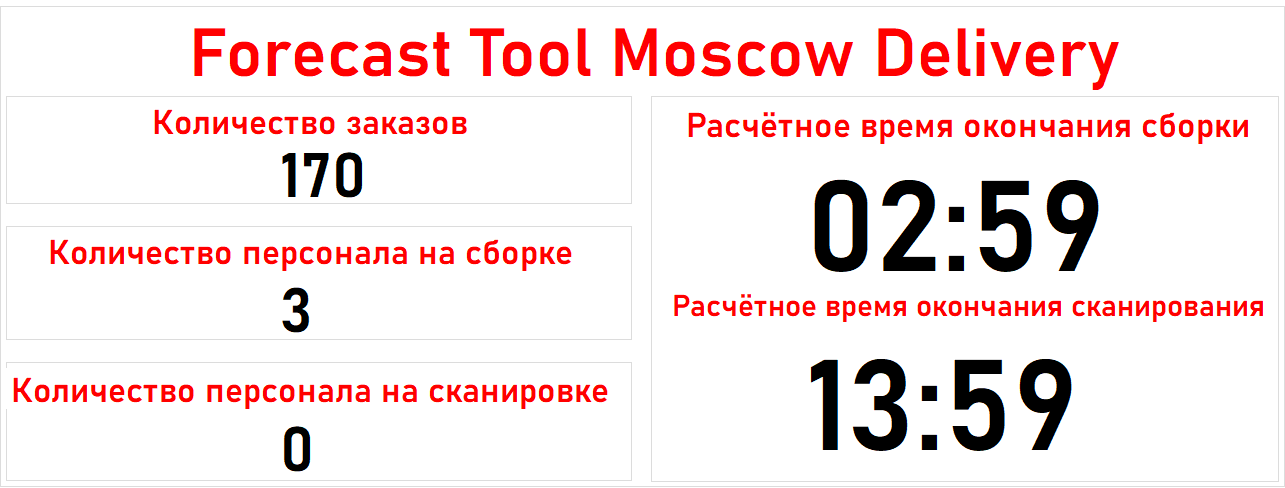 Forecast Tool Moscow Delivery
Количество заказов
170
Количество персонала на сборке
3
Количество персонала на сканировке
0
Расчётное время окончания сборки
02:59
Расчётное время окончания сканирования
13:59